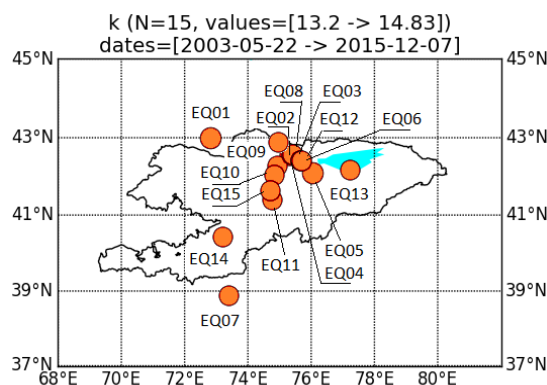 k (N=15, values=[13.2 -> 14.83])
dates=[2003-05-22 -> 2015-12-07]
45°N 45°N
EQ08
EQ01 EQ02 EQ03
EQ12
43°N EQ06 43°N
EQ09
EQ10
EQ15 EQ13
41°N 41°N
EQ05
EQ14 EQ11 EQ04
39°N 39°N
EQ07
37°N 37°N
68°E 70°E 72°E 74°E 76°E 78°E 80°E